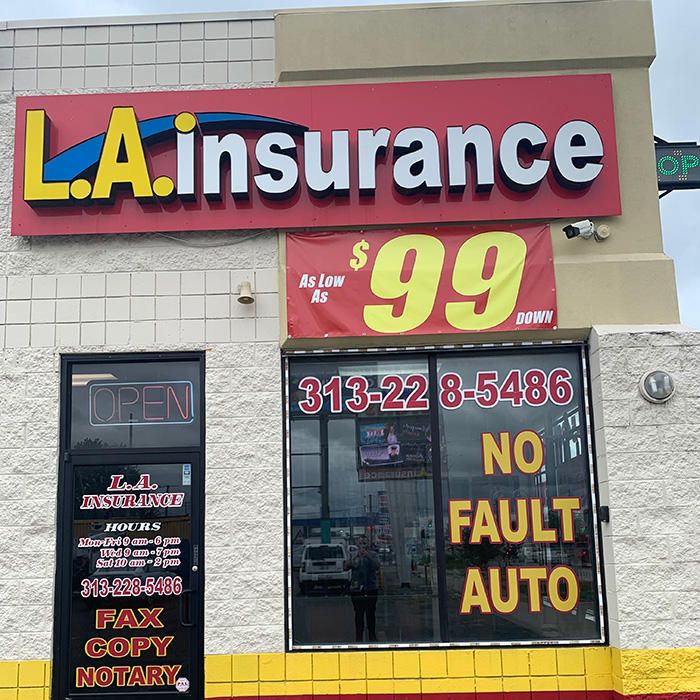 L.A.insurance
OP
As Low
As
$99
DOWN
313-228-5486
NO
FAULT
AUTO
OPEN
L.A.
INSURANCE
HOURS
Mon-Fri 9 am - 6 pm
Wed 9 am - 7 pm
Sat 10 am - 2 pm
313-228-5486
FAX
COPY
NOTARY